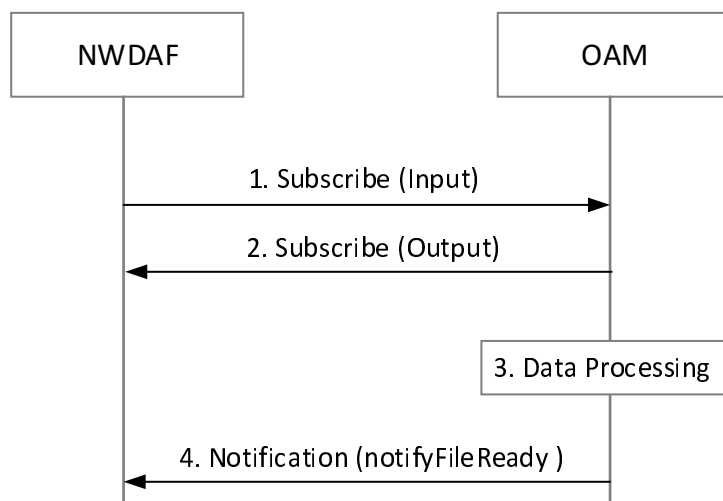 NWDAF
OAM
1. Subscribe (Input)
2. Subscribe (Output)
3. Data Processing
4. Notification (notifyFileReady )